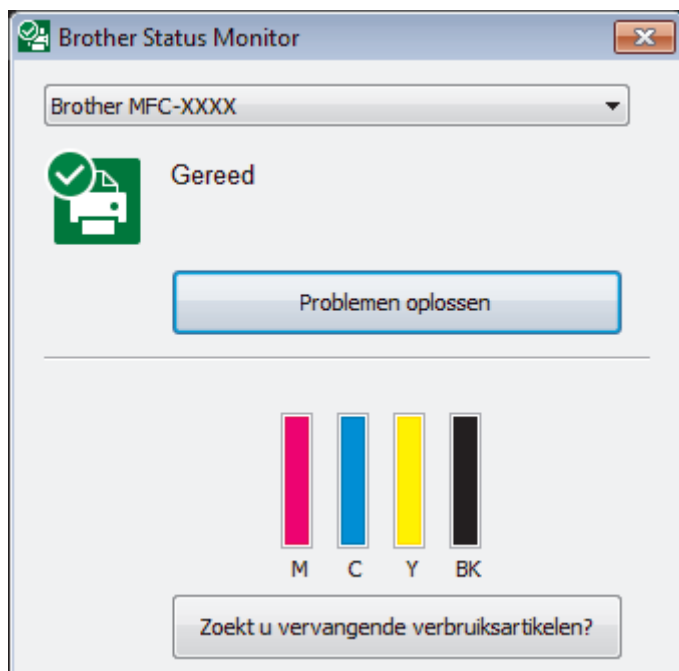 Brother Status Monitor
Brother MFC-XXXX
Gereed
Problemen oplossen
M C Y BK
Zoekt u vervangende verbruiksartikelen?